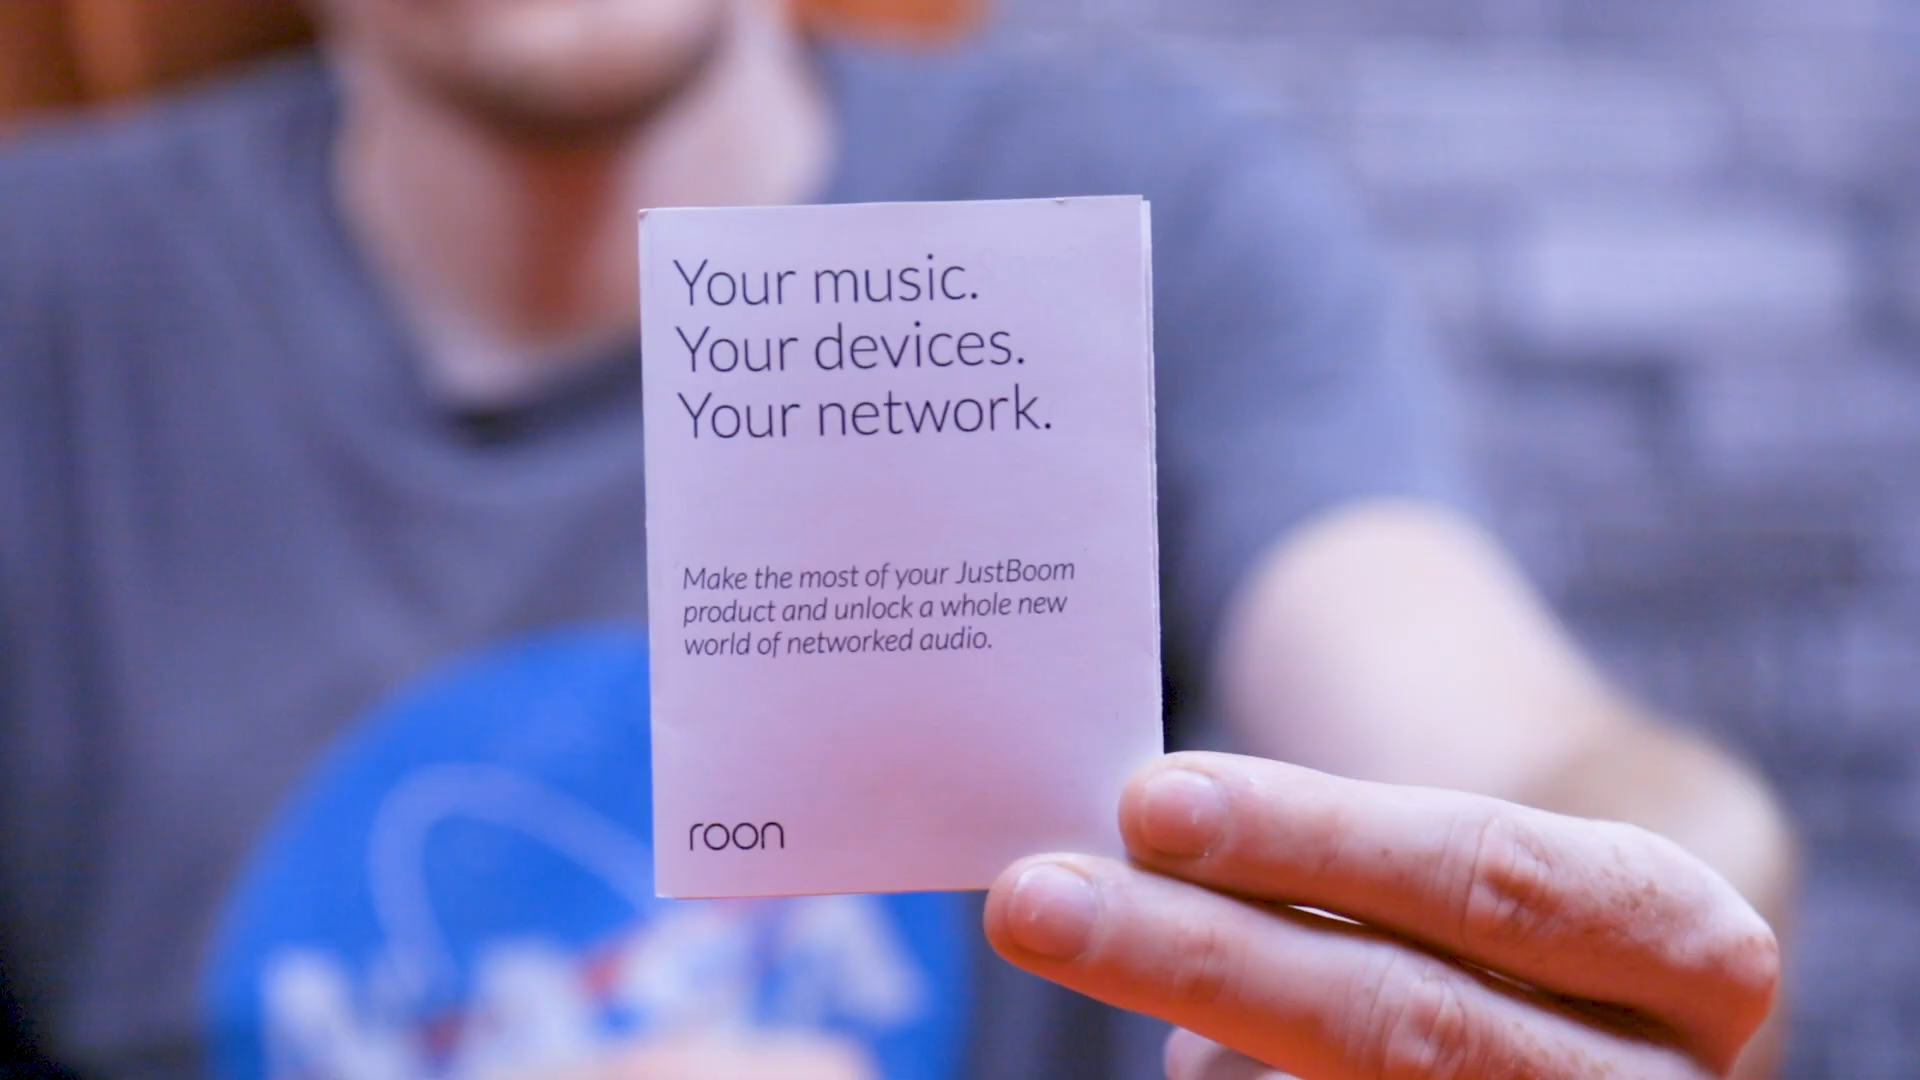 Your music.
Your devices.
Your network.
Make the most of your JustBoom
product and unlock a whole new
world of networked audio.
roon
NASA